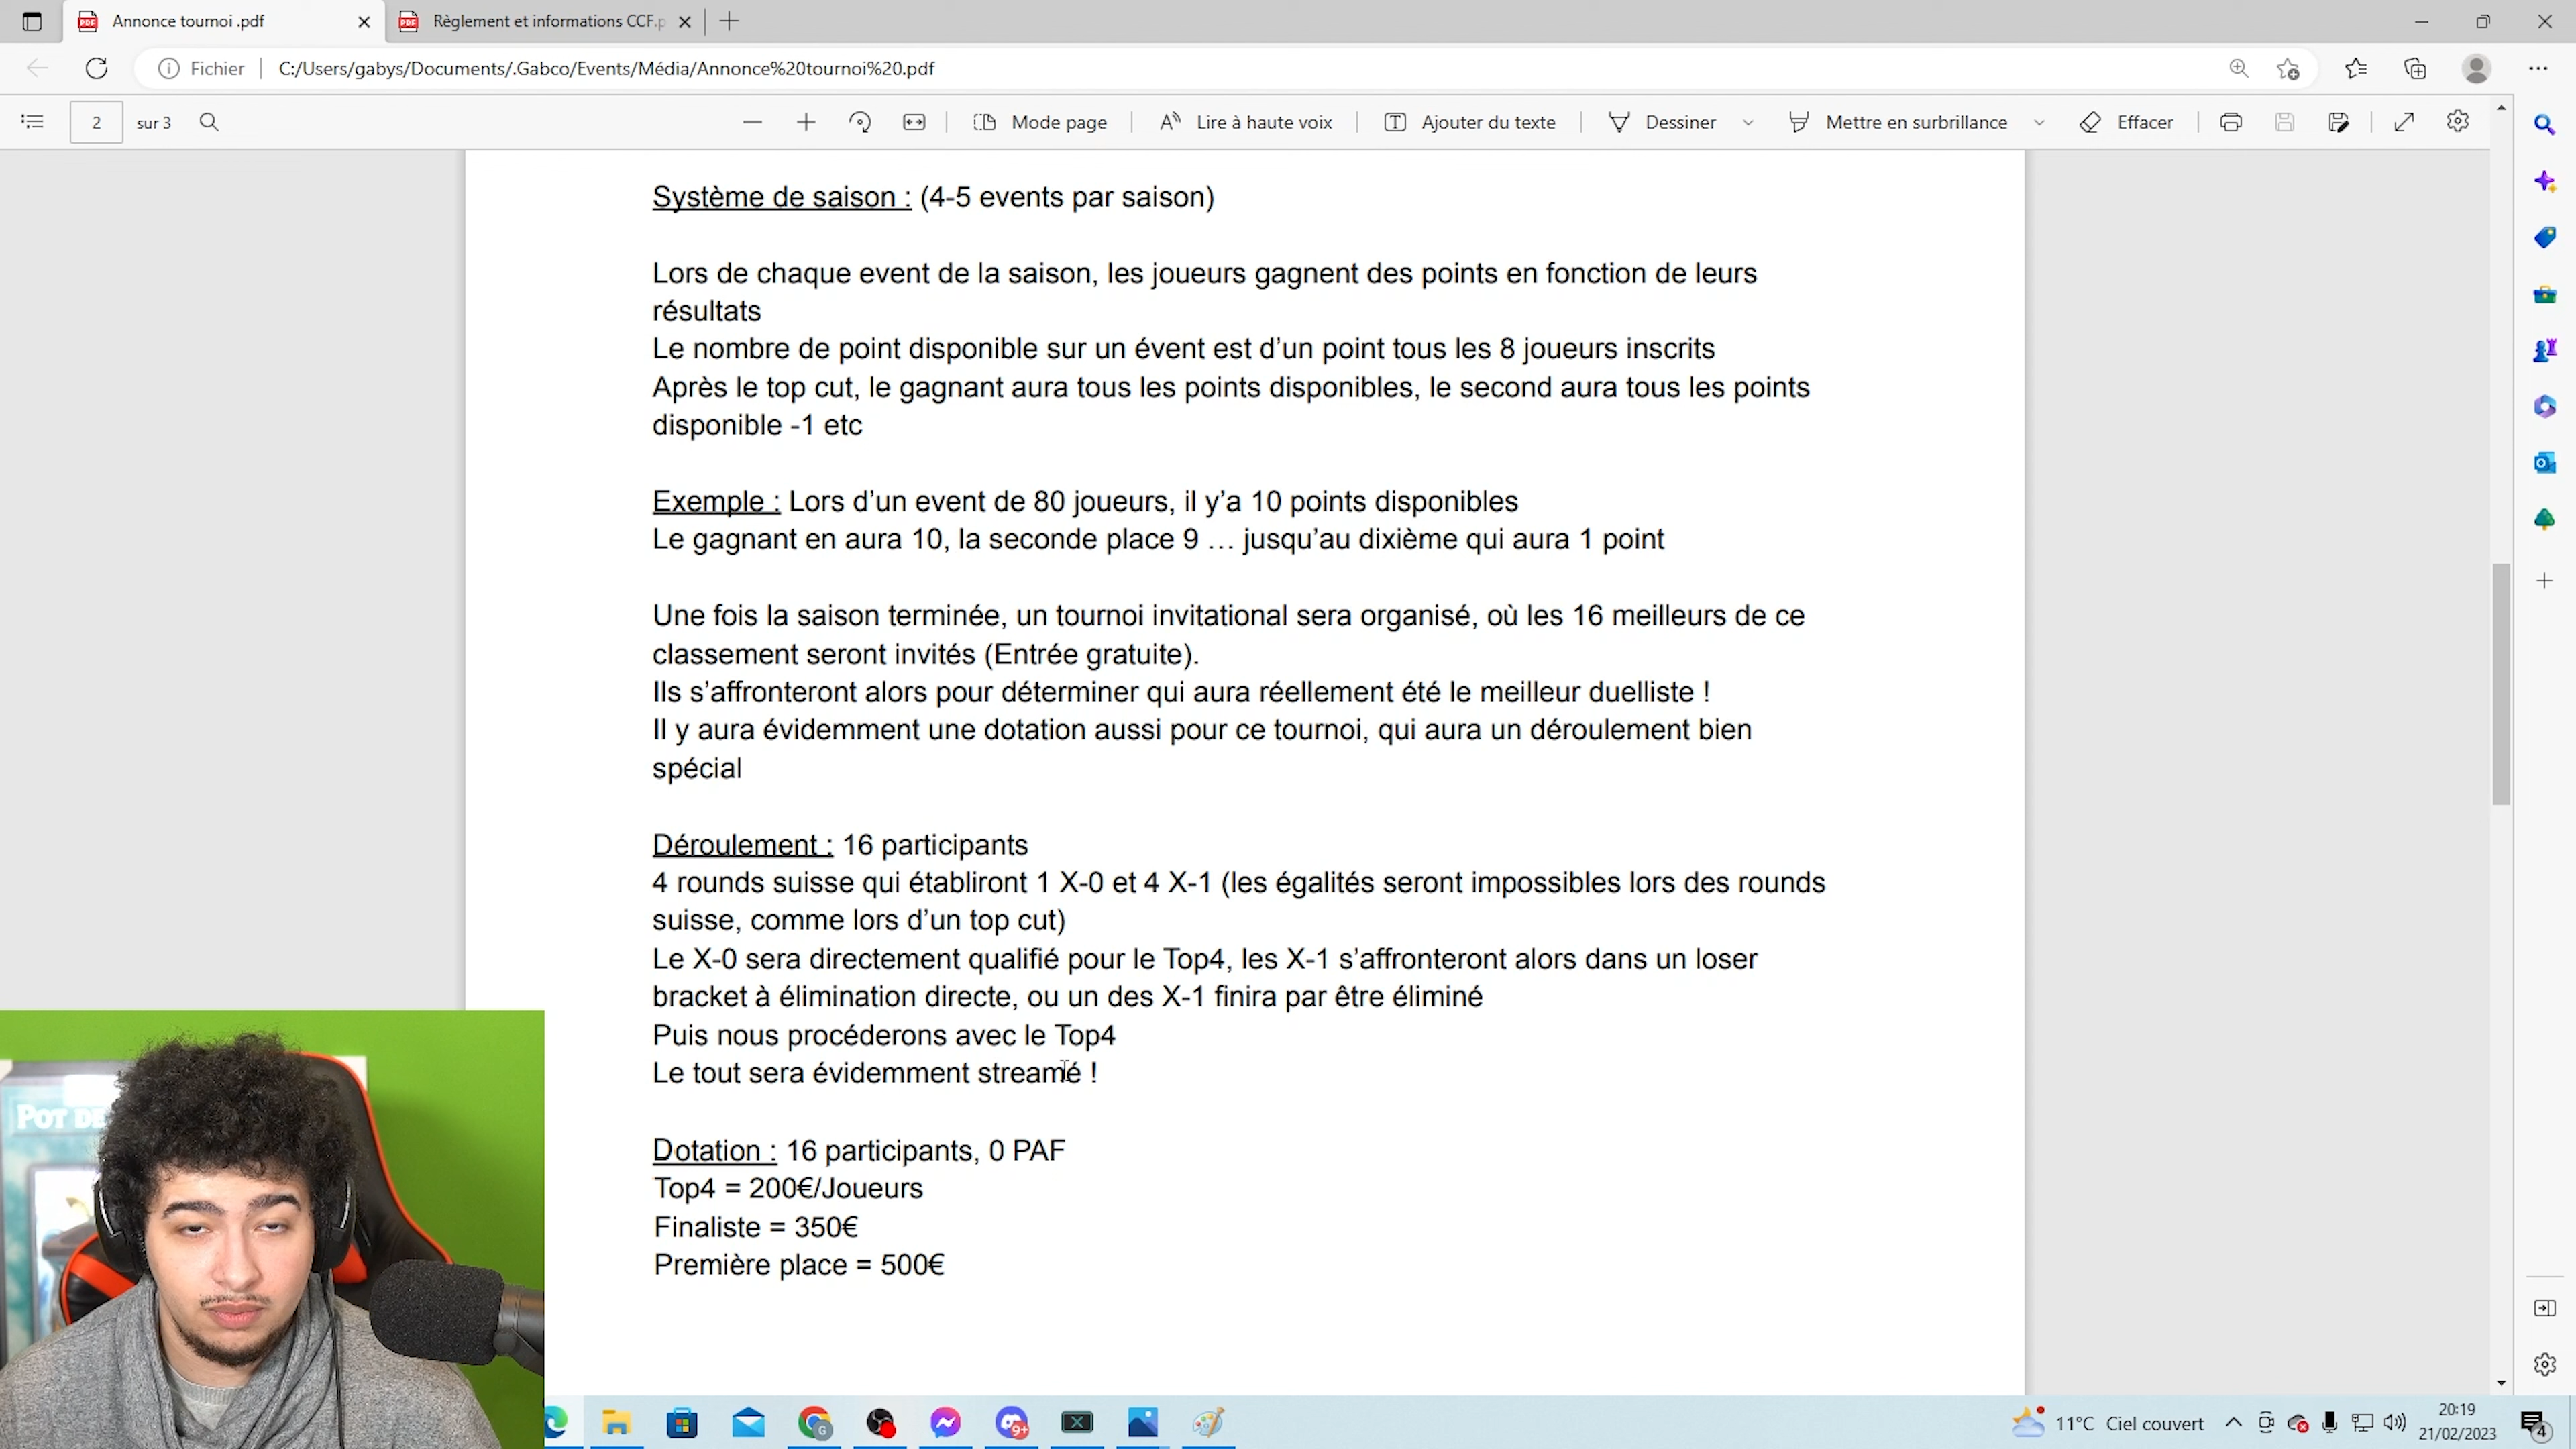 Annotation tournoi .pdf
Règlement et informations CCF.p
Fichier
C:/Users/gabys/Documents/.Gabco/Events/Média/Annonce%20tournoi%20.pdf
2
sur 3
Mode page
Lire à haute voix
Ajouter du texte
Dessiner
Mettre en surbrillance
Effacer
Système de saison : (4-5 events par saison)
Lors de chaque event de la saison, les joueurs gagnent des points en fonction de leurs
résultats
Le nombre de point disponible sur un évent est d’un point tous les 8 joueurs inscrits
Après le top cut, le gagnant aura tous les points disponibles, le second aura tous les points
disponible -1 etc
Exemple : Lors d’un event de 80 joueurs, il y’a 10 points disponibles
Le gagnant en aura 10, la seconde place 9 … jusqu’au dixième qui aura 1 point
Une fois la saison terminée, un tournoi invitational sera organisé, où les 16 meilleurs de ce
classement seront invités (Entrée gratuite).
Ils s’affronteront alors pour déterminer qui aura réellement été le meilleur duelliste !
Il y aura évidemment une dotation aussi pour ce tournoi, qui aura un déroulement bien
spécial
Déroulement : 16 participants
4 rounds suisse qui établiront 1 X-0 et 4 X-1 (les égalités seront impossibles lors des rounds
suisse, comme lors d’un top cut)
Le X-0 sera directement qualifié pour le Top4, les X-1 s’affronteront alors dans un loser
bracket à élimination directe, ou un des X-1 finira par être éliminé
Puis nous procéderons avec le Top4
Le tout sera évidemment streamé !
Dotation : 16 participants, 0 PAF
Top4 = 200€/Joueurs
Finaliste = 350€
Première place = 500€
POT DE
11°C Ciel couvert
20:19
21/02/2023
9+
4